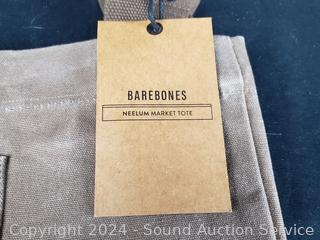 BAREBONES
NEELUM MARKET TOTE
Copyright © 2024 - Sound Auction Service